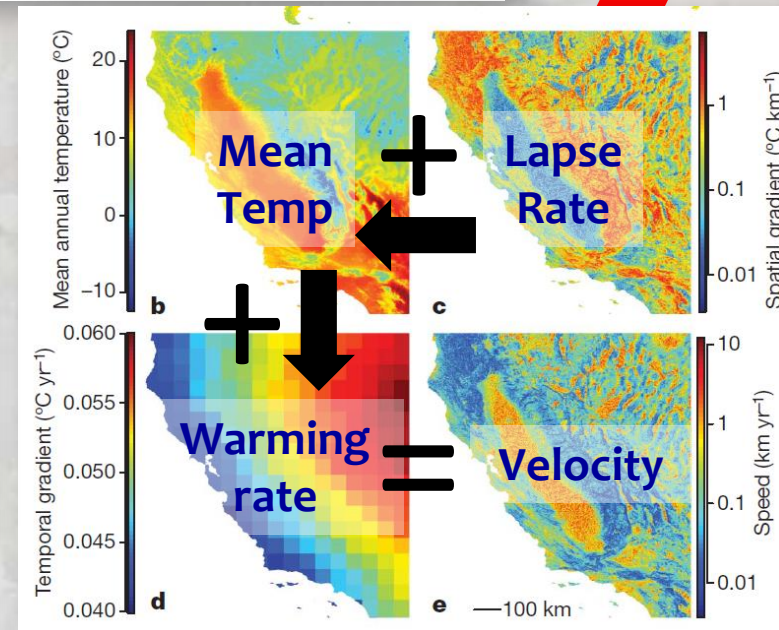 Mean annual temperature (°C)
20
10
0
−10
b
Mean
Temp
+
Lapse
Rate
c
1
0.1
0.01
Spatial gradient (°C km⁻¹)
+
Temporal gradient (°C yr⁻¹)
0.060
0.055
0.050
0.045
0.040
d
Warming
rate
=
Velocity
e
100 km
10
1
0.1
0.01
Speed (km yr⁻¹)